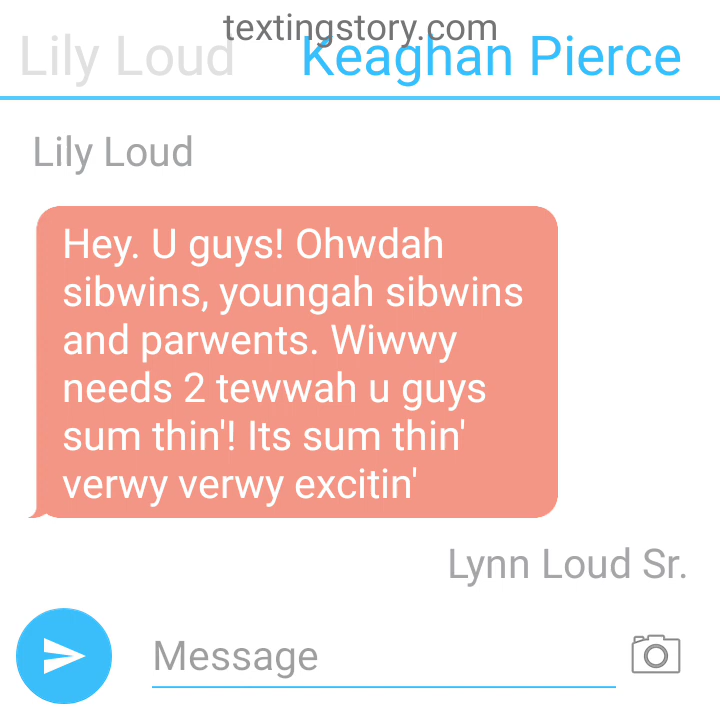 textingstory.com
Lily Loud Keaghan Pierce
Lily Loud
Hey. U guys! Ohwdah
sibwins, youngah sibwins
and parwents. Wiwwy
needs 2 tewwah u guys
sum thin'! Its sum thin'
verwy verwy excitin'
Lynn Loud Sr.
Message